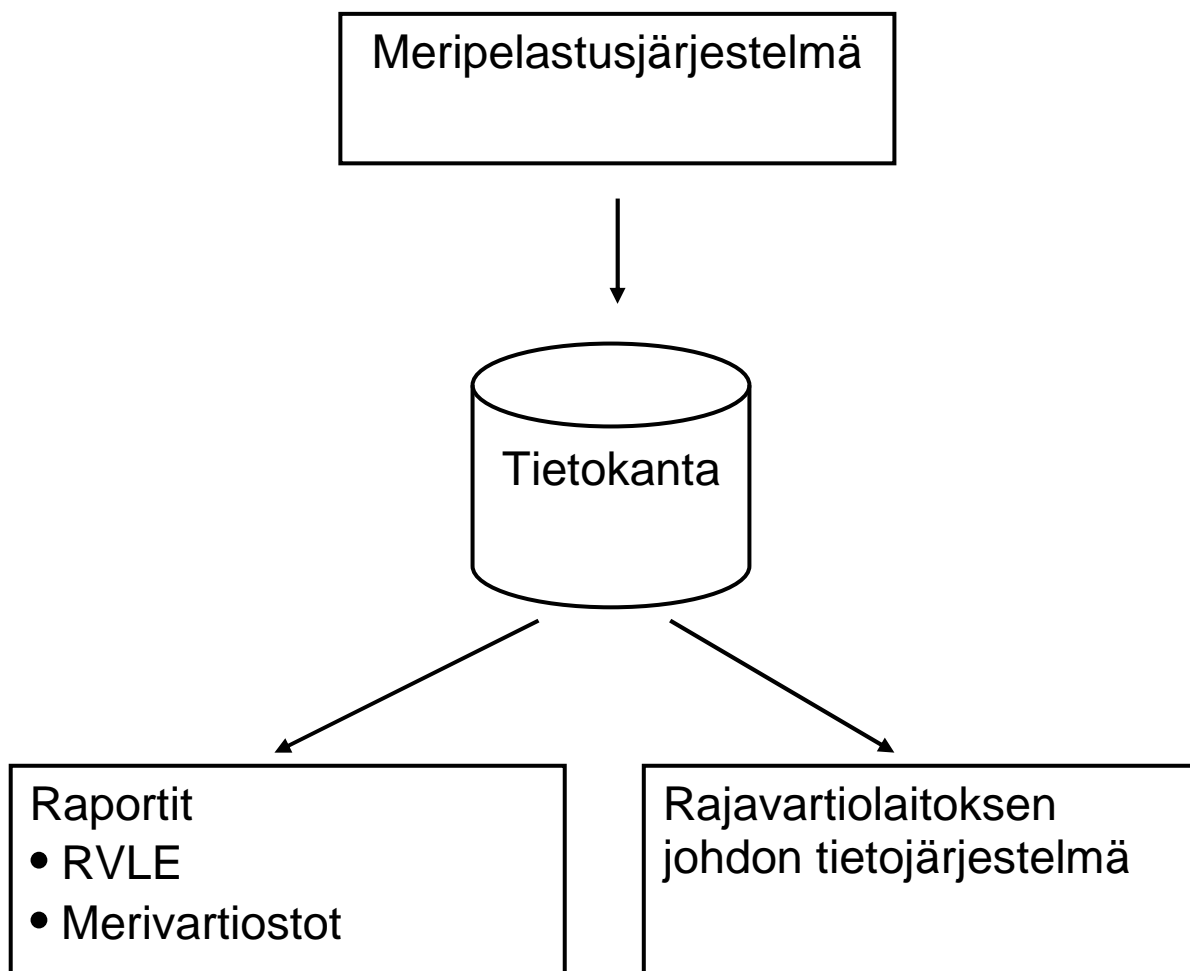 Meripelastusjärjestelmä
Tietokanta
Raportit
• RVLE
• Merivartiostot
Rajavartiolaitoksen
johdon tietojärjestelmä